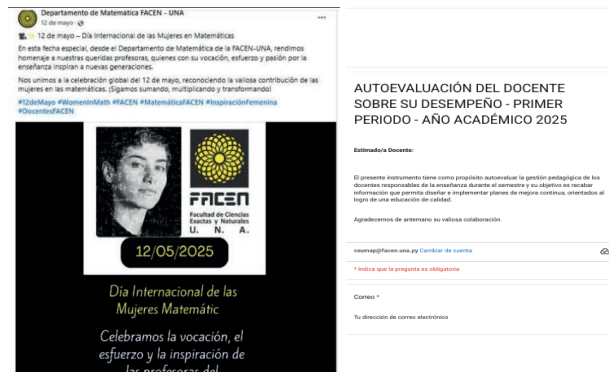 Departamento de Matemática FACEN - UNA
12 de mayo
12 de mayo – Día Internacional de las Mujeres en Matemáticas
En esta fecha especial, desde el Departamento de Matemática de la FACEN-UNA, rendimos
homenaje a nuestras queridas profesoras, quienes con su vocación, esfuerzo y pasión por la
enseñanza inspiran a nuevas generaciones.
Nos unimos a la celebración global del 12 de mayo, reconociendo la valiosa contribución de las
mujeres en las matemáticas. ¡Sigamos sumando, multiplicando y transformando!
#12deMayo #WomenInMath #FACEN #MatemáticaFACEN #InspiraciónFemenina
#DocentesFACEN
FACEN
Facultad de Ciencias
Exactas y Naturales
U. N. A.
12/05/2025
Día Internacional de las
Mujeres Matemátic
Celebramos la vocación, el
esfuerzo y la inspiración de
las profesoras del
AUTOEVALUACIÓN DEL DOCENTE
SOBRE SU DESEMPEÑO - PRIMER
PERIODO - AÑO ACADÉMICO 2025
Estimado/a Docente:
El presente instrumento tiene como propósito autoevaluar la gestión pedagógica de los
docentes responsables de la enseñanza durante el semestre y su objetivo es recabar
información que permita diseñar e implementar planes de mejora continua, orientados al
logro de una educación de calidad.
Agradecemos de antemano su valiosa colaboración.
ceumap@facen.una.py Cambiar de cuenta
* Indica que la pregunta es obligatoria
Correo *
Tu dirección de correo electrónico